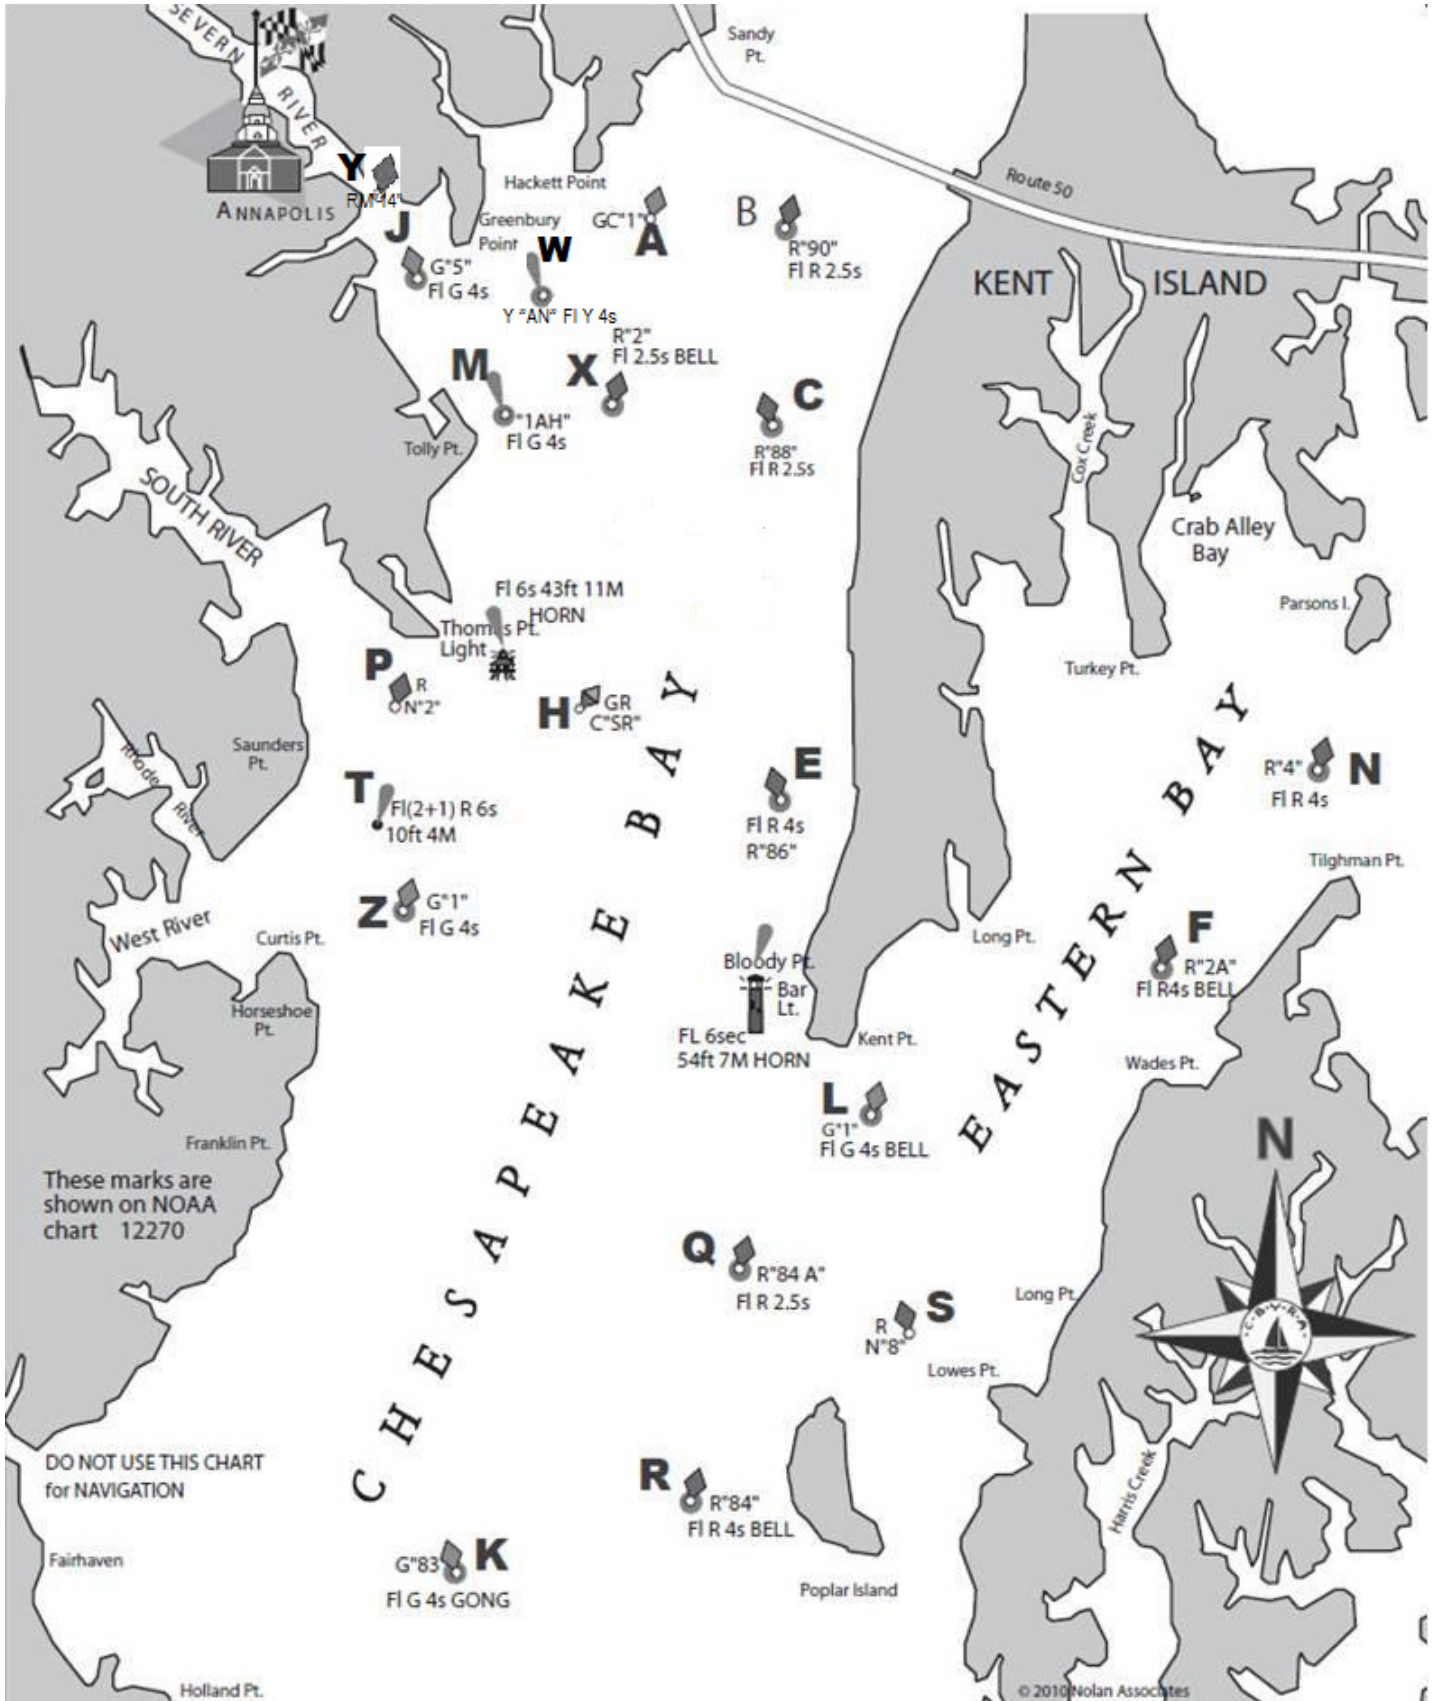 SEVERN
RIVER
Sandy
Pt.
Y
RM"14"
ANNAPOLIS
Hackett Point
Route 50
J
Greenbury
Point
GC"1"
A
B
R"90"
Fl R 2.5s
G"5"
Fl G 4s
W
Y "AN" Fl Y 4s
KENT ISLAND
R"2"
Fl 2.5s BELL
M
X
C
"1AH"
Fl G 4s
Tolly Pt.
R"88"
Fl R 2.5s
Cox Creek
SOUTH RIVER
Crab Alley
Bay
Fl 6s 43ft 11M
HORN
Thomas Pt.
Light
Parsons I.
P
R
N"2"
H
GR
C"SR"
Turkey Pt.
Rhode
River
Saunders
Pt.
CHESAPEAKE BAY
EASTERN BAY
E
Fl R 4s
R"86"
R"4"
Fl R 4s
N
T
Fl(2+1) R 6s
10ft 4M
Tilghman Pt.
Z
G"1"
Fl G 4s
West River
Curtis Pt.
Long Pt.
F
R"2A"
Fl R4s BELL
Bloody Pt.
Bar
Lt.
FL 6sec
54ft 7M HORN
Horseshoe
Pt.
Kent Pt.
Wades Pt.
L
G"1"
Fl G 4s BELL
Franklin Pt.
N
These marks are
shown on NOAA
chart 12270
Q
R"84 A"
Fl R 2.5s
S
R
N"8"
Long Pt.
C·B·Y·R·A
Lowes Pt.
DO NOT USE THIS CHART
for NAVIGATION
R
R"84"
Fl R 4s BELL
Harris Creek
Fairhaven
G"83
K
Fl G 4s GONG
Poplar Island
Holland Pt.
© 2010 Nolan Associates